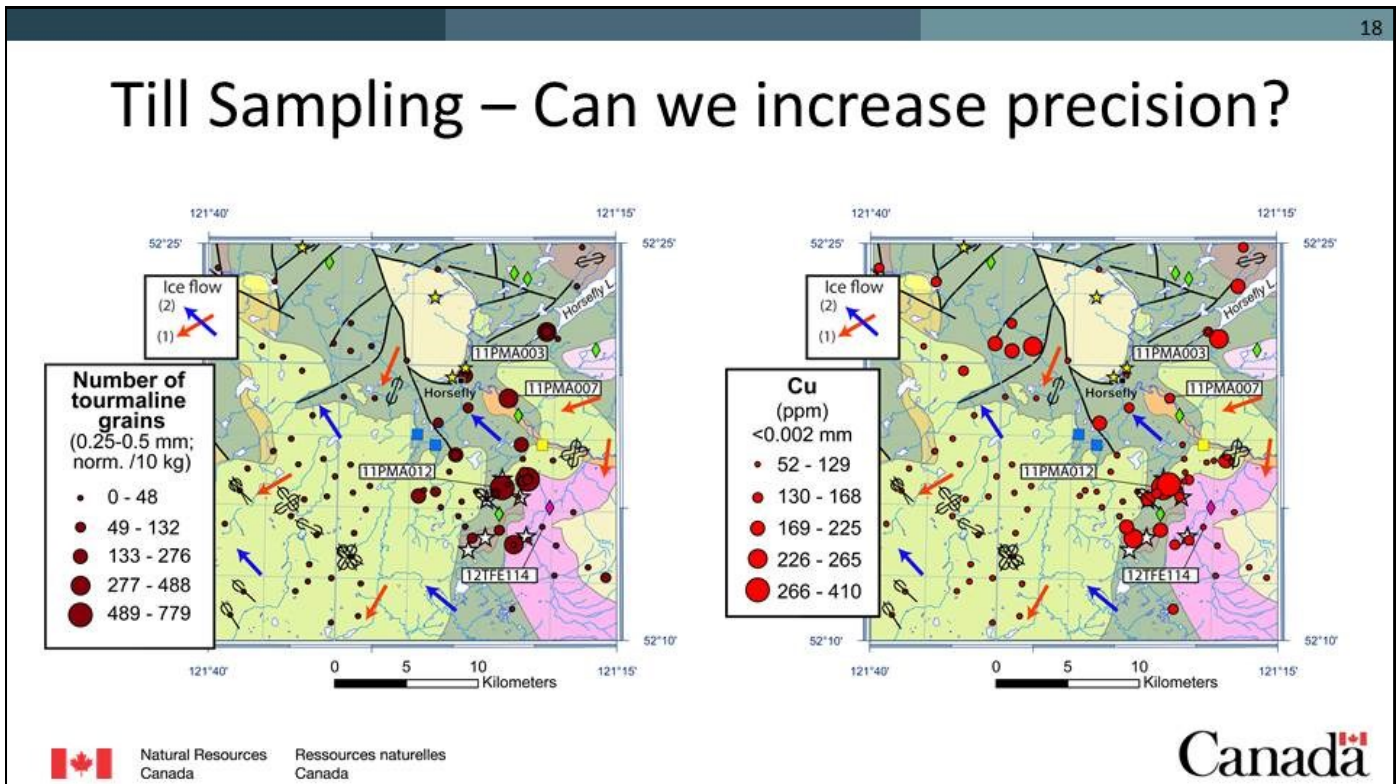 18
Till Sampling – Can we increase precision?
121°40'
121°15'
52°25'
52°25'
Ice flow
(2)
(1)
Horsefly L.
11PMA003
11PMA007
Horsefly
11PMA012
12TFE114
Number of
tourmaline
grains
(0.25-0.5 mm;
norm. /10 kg)
0 - 48
49 - 132
133 - 276
277 - 488
489 - 779
52°10'
121°40'
121°15'
0 5 10
Kilometers
121°40'
121°15'
52°25'
52°25'
Ice flow
(2)
(1)
Horsefly L.
11PMA003
11PMA007
Horsefly
11PMA012
12TFE114
Cu
(ppm)
<0.002 mm
52 - 129
130 - 168
169 - 225
226 - 265
266 - 410
52°10'
52°10'
121°40'
121°15'
0 5 10
Kilometers
Natural Resources
Canada
Ressources naturelles
Canada
Canada